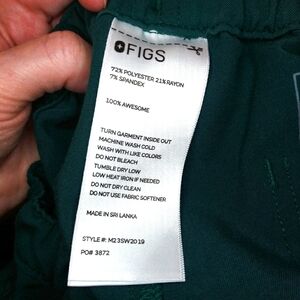 FIGS
72% POLYESTER 21% RAYON
7% SPANDEX
100% AWESOME
TURN GARMENT INSIDE OUT
MACHINE WASH COLD
WASH WITH LIKE COLORS
DO NOT BLEACH
TUMBLE DRY LOW
LOW HEAT IRON IF NEEDED
DO NOT DRY CLEAN
DO NOT USE FABRIC SOFTENER
MADE IN SRI LANKA
STYLE #: M23SW2019
PO# 3872